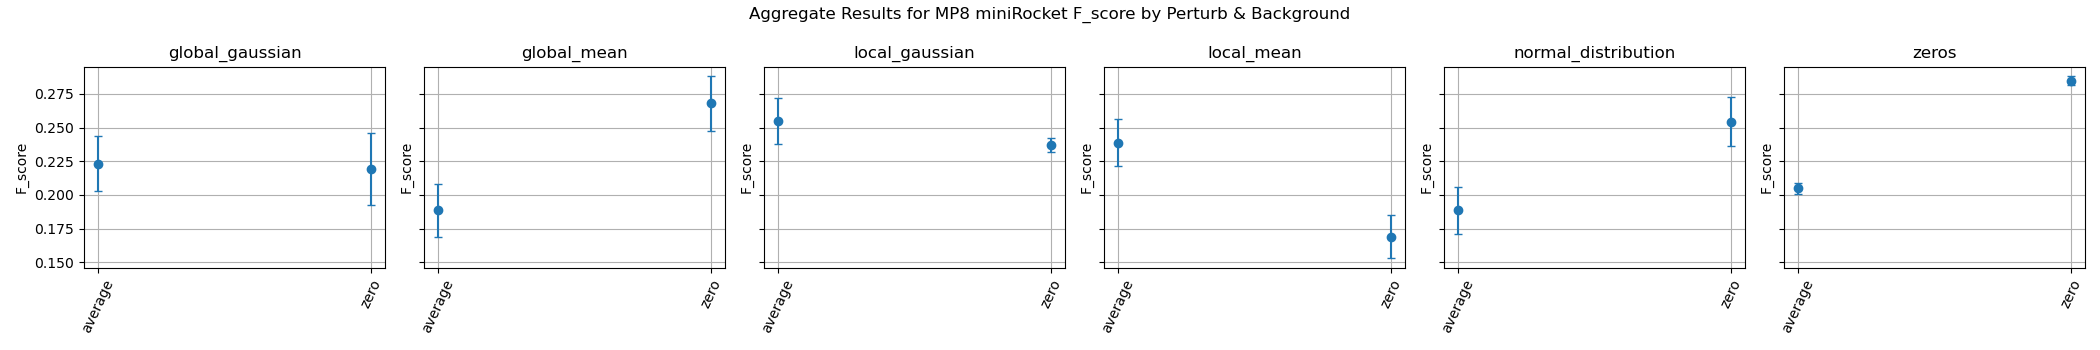 Aggregate Results for MP8 miniRocket F_score by Perturb & Background
global_gaussian
global_mean
local_gaussian
local_mean
normal_distribution
zeros
F_score
0.275
0.250
0.225
0.200
0.175
0.150
average
zero
F_score
average
zero
F_score
average
zero
F_score
average
zero
F_score
average
zero
F_score
average
zero